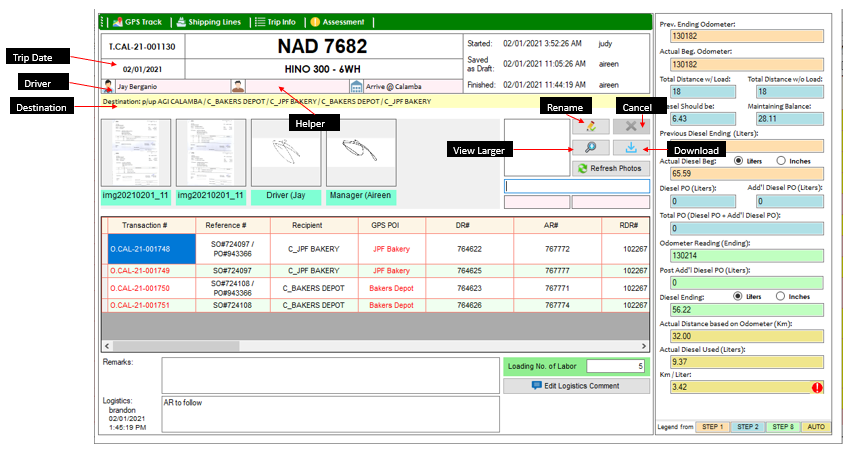 GPS Track
Shipping Lines
Trip Info
Assessment
T.CAL-21-001130
NAD 7682
Started: 02/01/2021 3:52:26 AM judy
Trip Date
02/01/2021
HINO 300 - 6WH
Saved as Draft: 02/01/2021 11:05:26 AM aireen
Driver
Jay Berganio
Arrive @ Calamba
Finished: 02/01/2021 11:44:19 AM aireen
Destination
Destination: p/up AGI CALAMBA / C_BAKERS DEPOT / C_JPF BAKERY / C_BAKERS DEPOT / C_JPF BAKERY
Helper
Rename
Cancel
View Larger
Download
Refresh Photos
img20210201_11
img20210201_11
Driver (Jay
Manager (Aireen
Transaction # Reference # Recipient GPS POI DR# AR# RDR#
O.CAL-21-001748 SO#724097 / PO#943366 C_JPF BAKERY JPF Bakery 764622 767772 102267
O.CAL-21-001749 SO#724097 C_JPF BAKERY JPF Bakery 764625 767777 102267
O.CAL-21-001750 SO#724108 / PO#943366 C_BAKERS DEPOT Bakers Depot 764623 767771 102267
O.CAL-21-001751 SO#724108 C_BAKERS DEPOT Bakers Depot 764626 767774 102267
Remarks:
Loading No. of Labor 5
Edit Logistics Comment
Logistics:
brandon
02/01/2021
1:45:19 PM
AR to follow
Prev. Ending Odometer:
130182
Actual Beg. Odometer:
130182
Total Distance w/ Load: Total Distance w/o Load:
18 18
Diesel Should be: Maintaining Balance:
6.43 28.11
Previous Diesel Ending (Liters):
Actual Diesel Beg: Liters Inches
65.59
Diesel PO (Liters): Add'l Diesel PO (Liters):
0 0
Total PO (Diesel PO + Add'l Diesel PO):
0
Odometer Reading (Ending):
130214
Post Add'l Diesel PO (Liters):
0
Diesel Ending: Liters Inches
56.22
Actual Distance based on Odometer (Km):
32.00
Actual Diesel Used (Liters):
9.37
Km / Liter:
3.42
Legend from STEP 1 STEP 2 STEP 8 AUTO